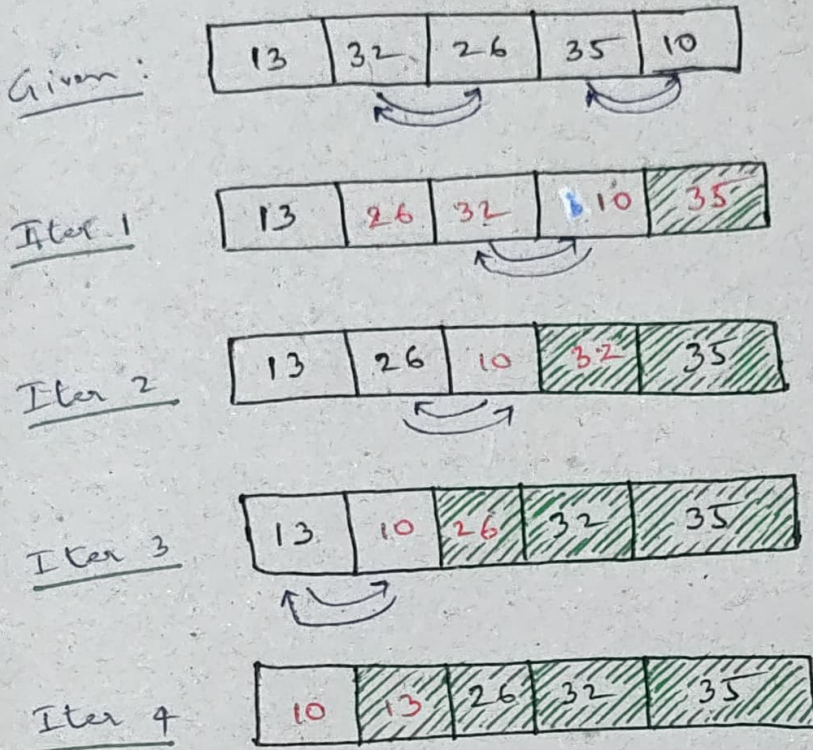 Given: 13 32 26 35 10
Iter 1 13 26 32 10 35
Iter 2 13 26 10 32 35
Iter 3 13 10 26 32 35
Iter 4 10 13 26 32 35